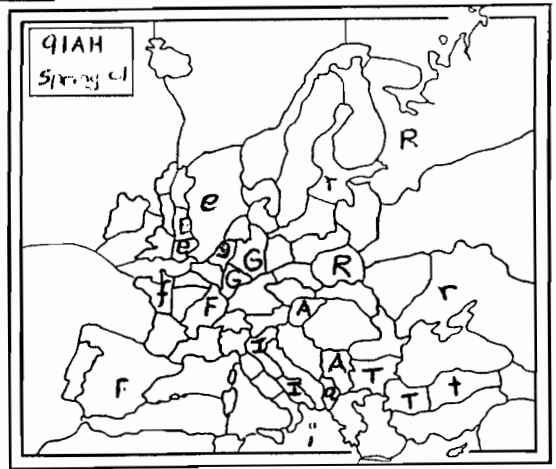 91AH
Spring 01
R
r
e
E
e g G R
G r
f F A
I A
F I a T T t
i